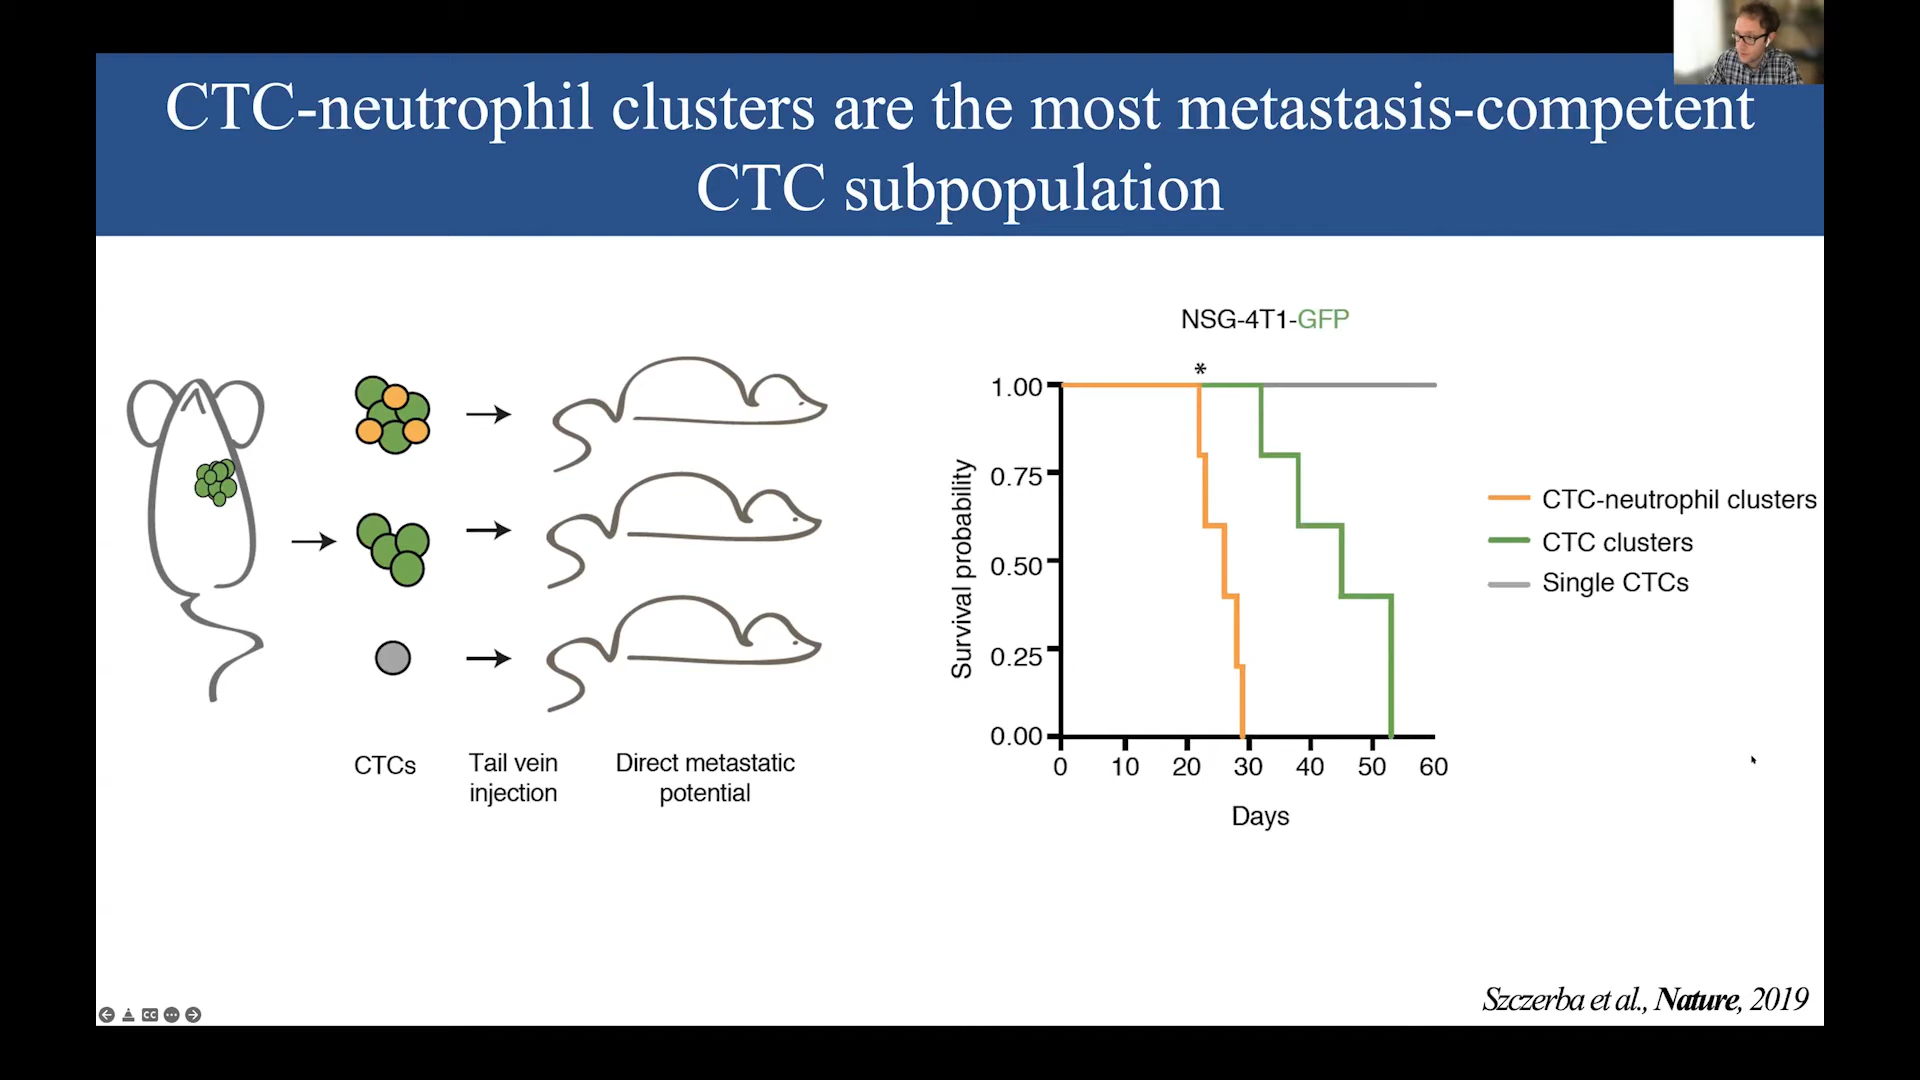 CTC-neutrophil clusters are the most metastasis-competent
CTC subpopulation
CTCs
Tail vein
injection
Direct metastatic
potential
NSG-4T1-GFP
*
1.00
0.75
0.50
0.25
0.00
Survival probability
0 10 20 30 40 50 60
Days
CTC-neutrophil clusters
CTC clusters
Single CTCs
Szczerba et al., Nature, 2019
CC